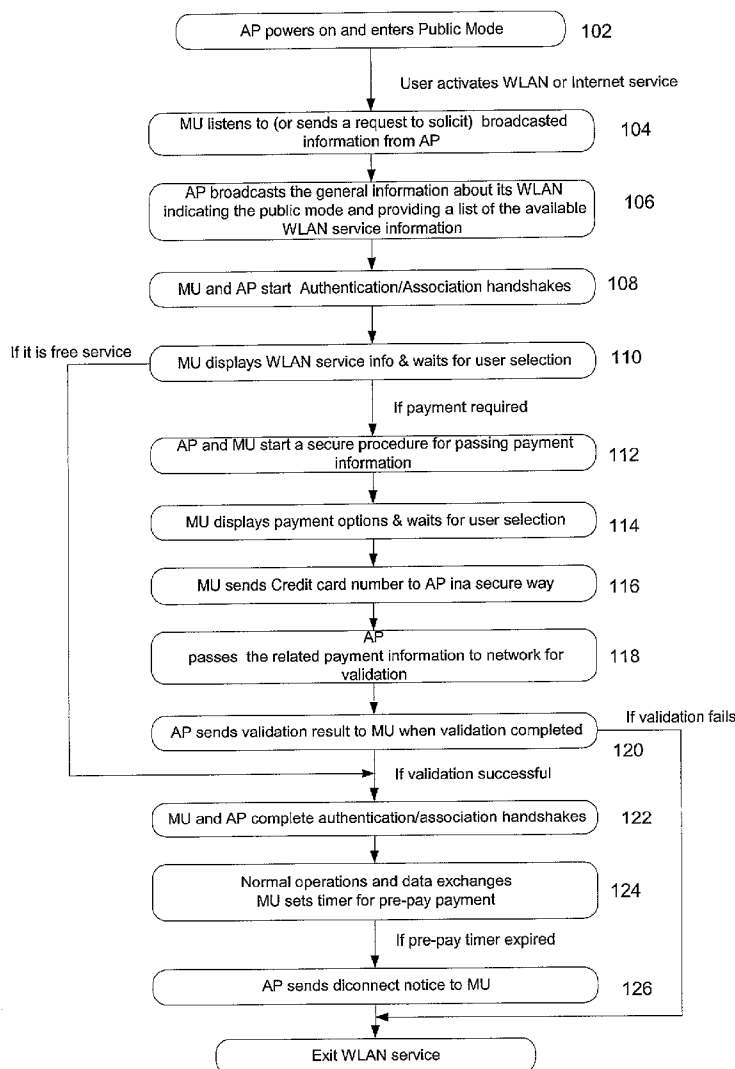 AP powers on and enters Public Mode
102
User activates WLAN or Internet service
MU listens to (or sends a request to solicit) broadcasted
information from AP
104
AP broadcasts the general information about its WLAN
indicating the public mode and providing a list of the available
WLAN service information
106
MU and AP start Authentication/Association handshakes
108
If it is free service
MU displays WLAN service info & waits for user selection
110
If payment required
AP and MU start a secure procedure for passing payment
information
112
MU displays payment options & waits for user selection
114
MU sends Credit card number to AP ina secure way
116
AP
passes the related payment information to network for
validation
118
If validation fails
AP sends validation result to MU when validation completed
120
If validation successful
MU and AP complete authentication/association handshakes
122
Normal operations and data exchanges
MU sets timer for pre-pay payment
124
If pre-pay timer expired
AP sends diconnect notice to MU
126
Exit WLAN service